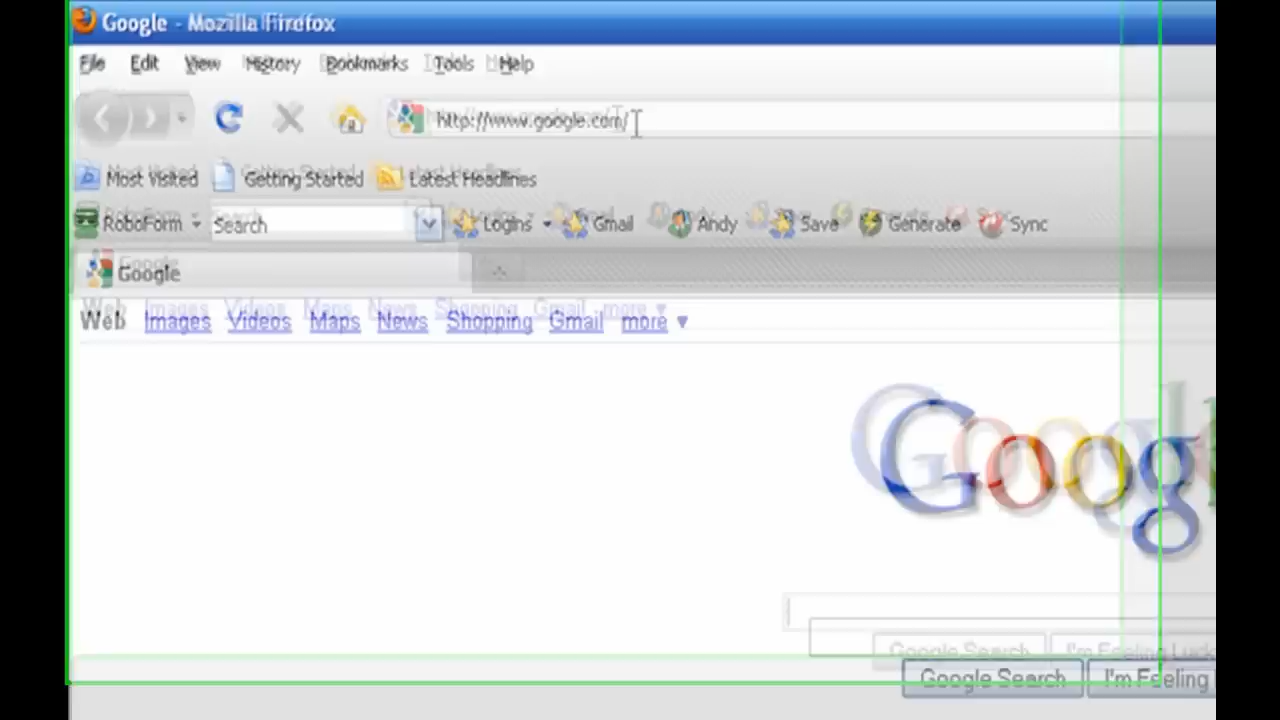 Google - Mozilla Firefox
File Edit View History Bookmarks Tools Help
http://www.google.com/
Most Visited Getting Started Latest Headlines
RoboForm Search Logins Gmail Andy Save Generate Sync
Google
Web Images Videos Maps News Shopping Gmail more
Googl
Google Search I'm Feeling